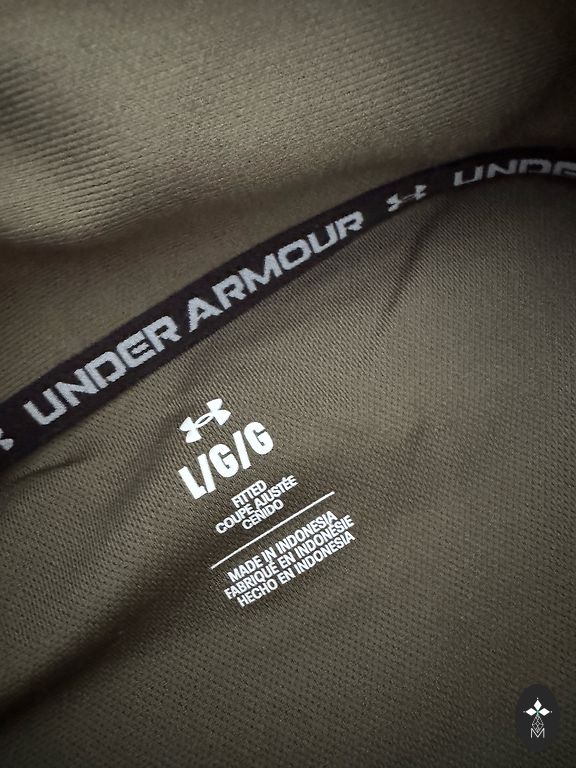 UNDER ARMOUR
UNDE
L/G/G
FITTED
COUPE AJUSTÉE
CEÑIDO
MADE IN INDONESIA
FABRIQUÉ EN INDONÉSIE
HECHO EN INDONESIA
M